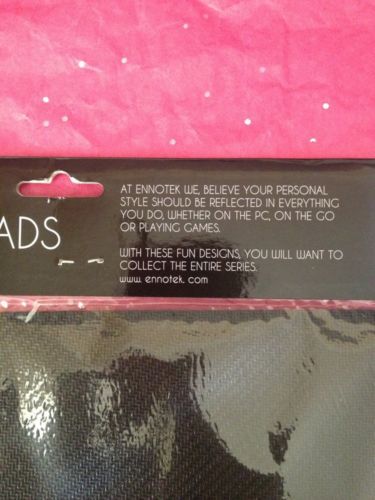 ADS
AT ENNOTEK WE, BELIEVE YOUR PERSONAL
STYLE SHOULD BE REFLECTED IN EVERYTHING
YOU DO, WHETHER ON THE PC, ON THE GO
OR PLAYING GAMES.
WITH THESE FUN DESIGNS, YOU WILL WANT TO
COLLECT THE ENTIRE SERIES.
www. ennotek. com